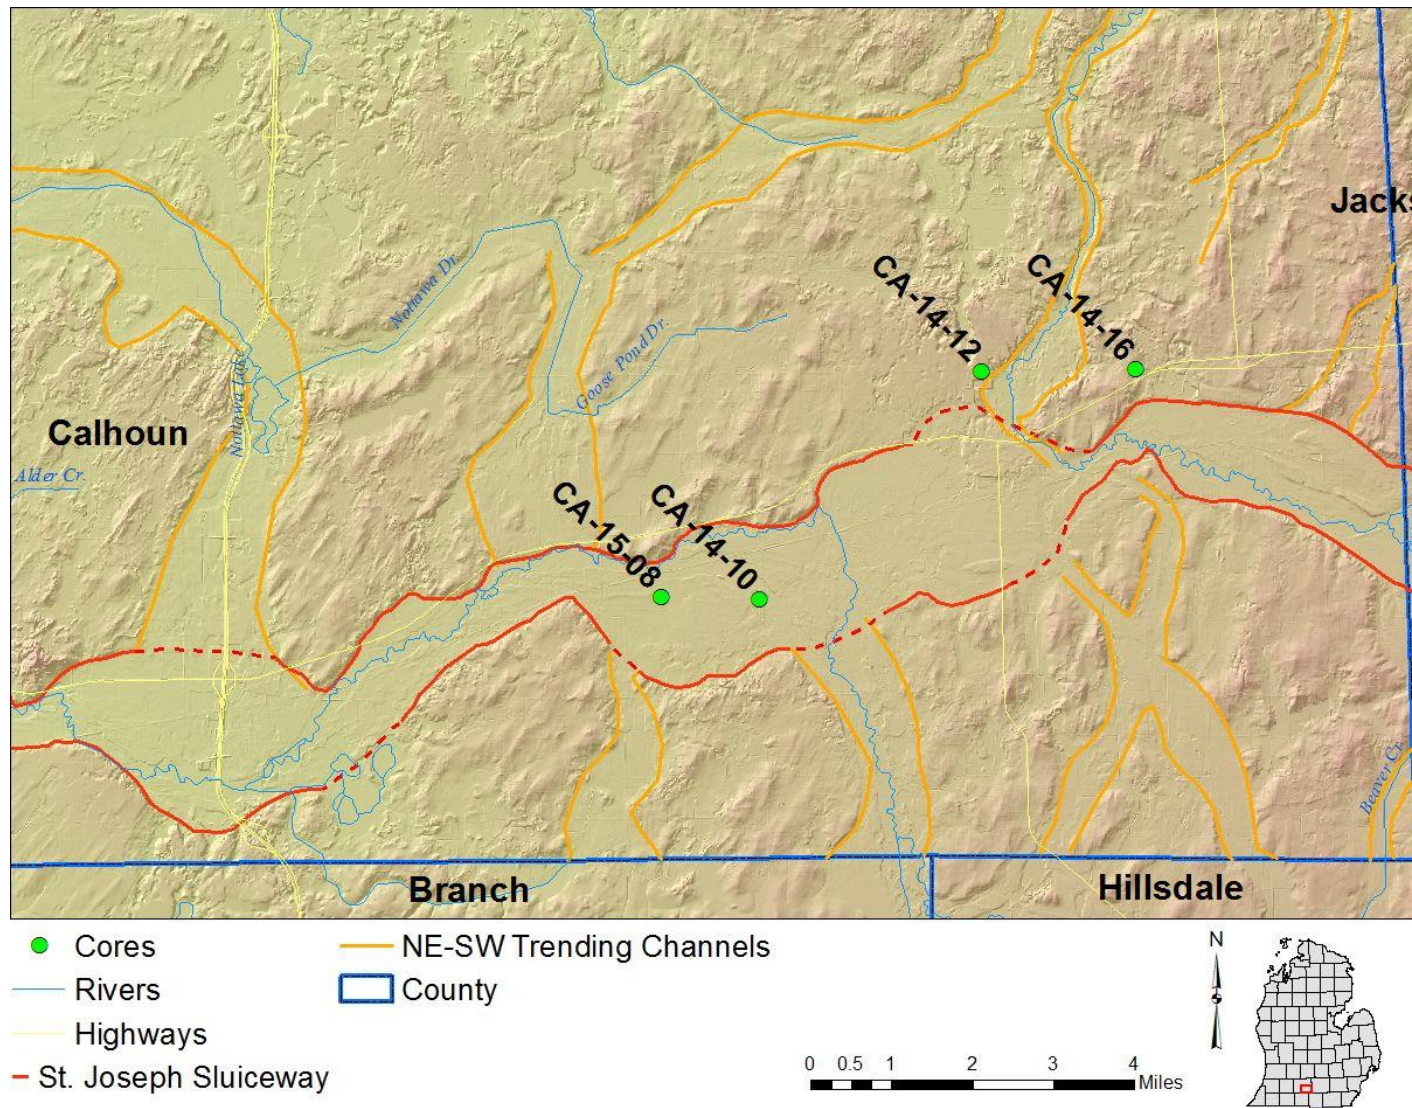 Jacks
Nottawa Dr.
CA-14-12
CA-14-16
Goose Pond Dr.
Nottawa Lake
Calhoun
Alder Cr.
CA-15-08
CA-14-10
Beaver Cr.
Branch
Hillsdale
Cores
NE-SW Trending Channels
Rivers
County
Highways
St. Joseph Sluiceway
N
0 0.5 1 2 3 4
Miles